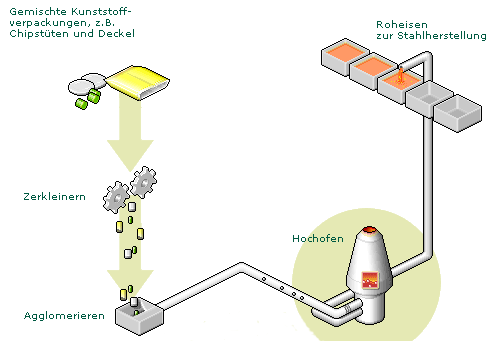 Gemischte Kunststoff-
verpackungen, z.B.
Chipstüten und Deckel
Roheisen
zur Stahlherstellung
Zerkleinern
Hochofen
Agglomerieren